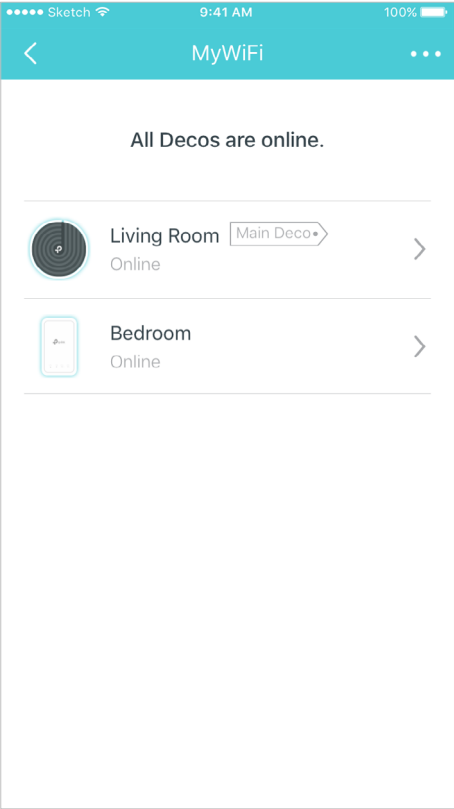 Sketch 9:41 AM 100%
MyWiFi
All Decos are online.
Living Room Main Deco
Online
Bedroom
Online